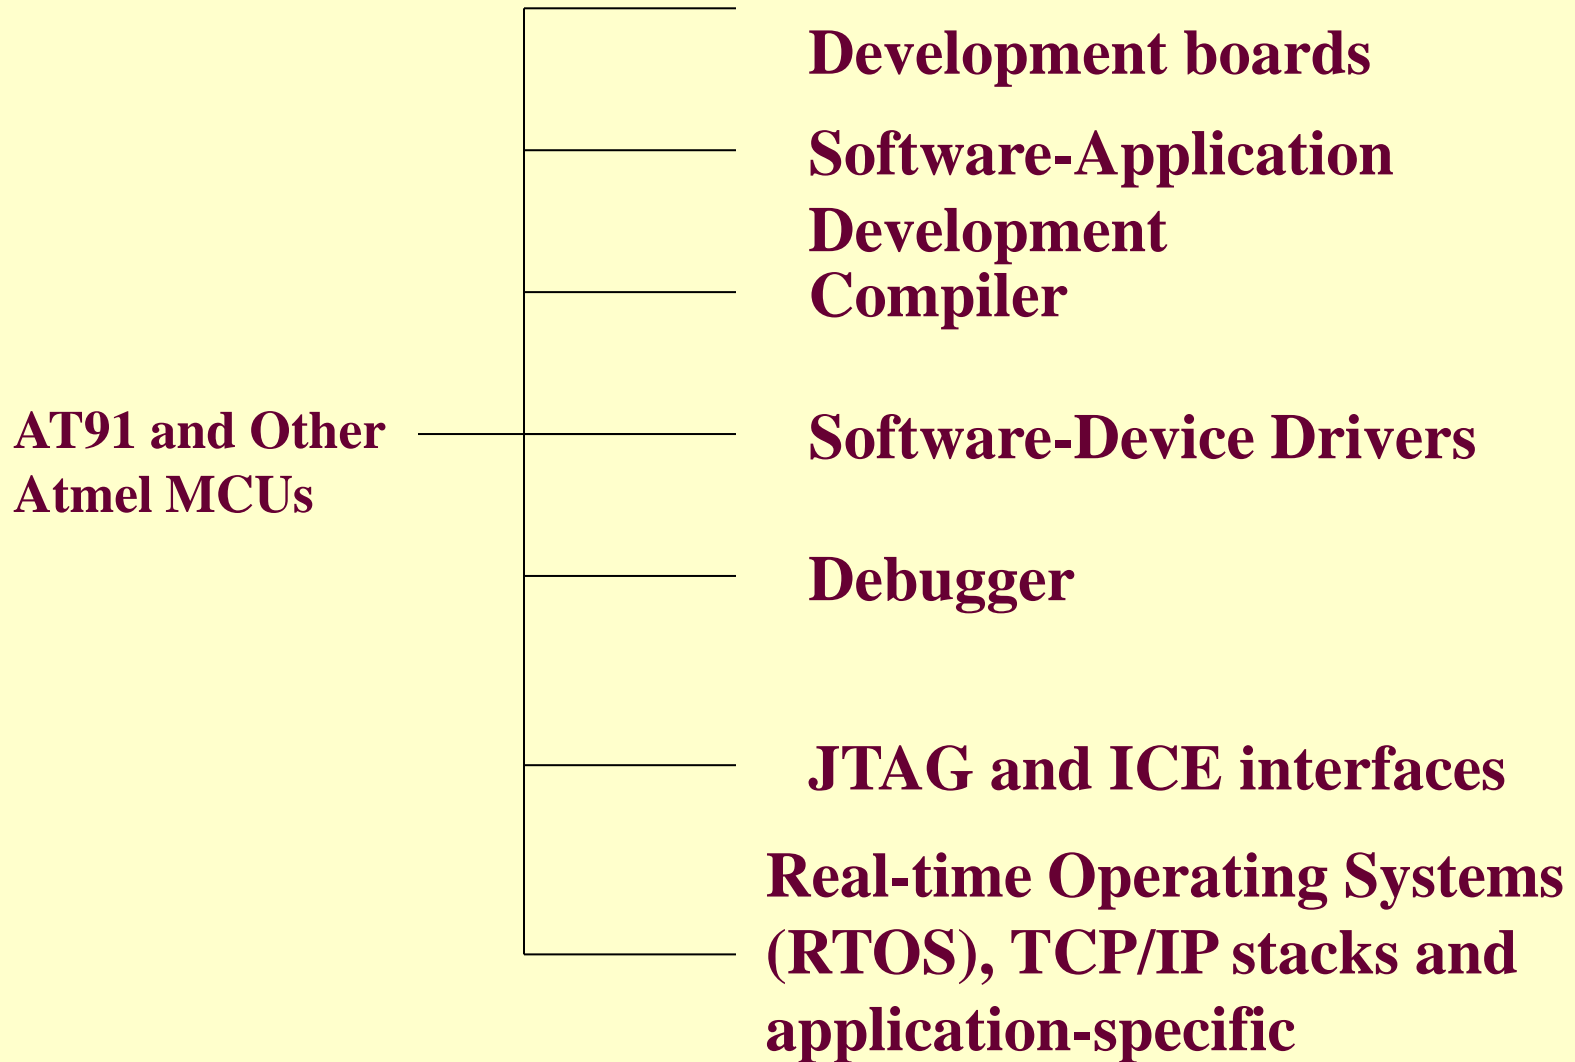 Development boards
Software-Application
Development
Compiler
AT91 and Other
Atmel MCUs
Software-Device Drivers
Debugger
JTAG and ICE interfaces
Real-time Operating Systems
(RTOS), TCP/IP stacks and
application-specific